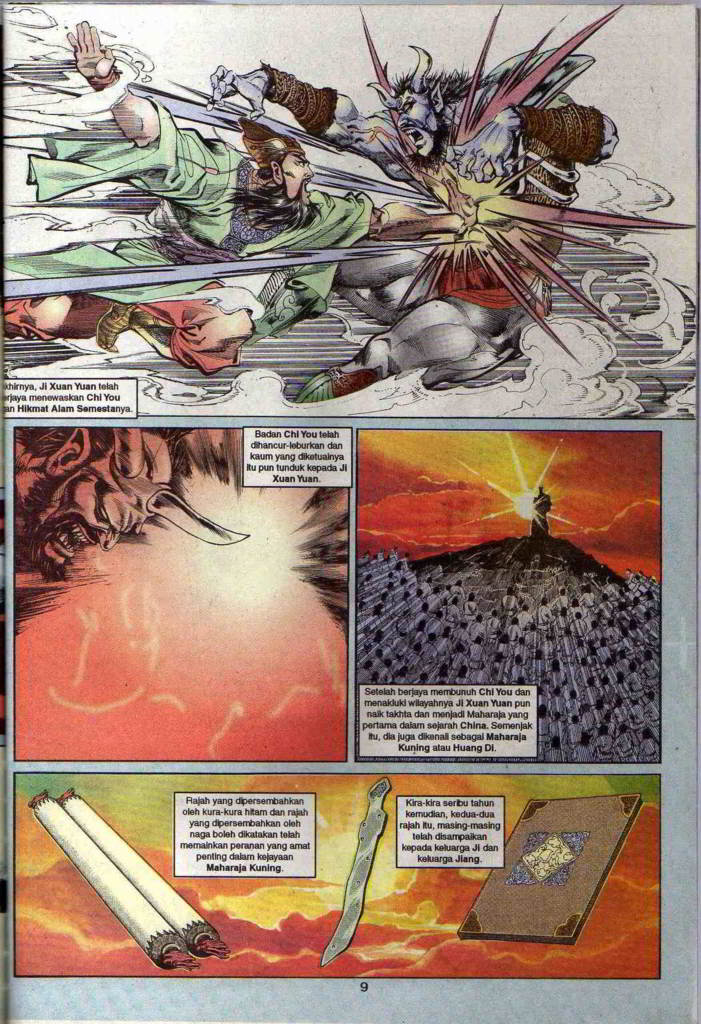 Ji Xuan Yuan telah
menewaskan Chi You
Hikmat Alam Semestanya.
Badan Chi You telah
dihancur-leburkan dan
kaum yang diketuainya
itu pun tunduk kepada Ji
Xuan Yuan.
Setelah berjaya membunuh Chi You dan
menakluki wilayahnya Ji Xuan Yuan pun
naik takhta dan menjadi Maharaja yang
pertama dalam sejarah China. Semenjak
itu, dia juga dikenali sebagai Maharaja
Kuning atau Huang Di.
Rajah yang dipersembahkan
oleh kura-kura hitam dan rajah
yang dipersembahkan oleh
naga boleh dikatakan telah
memainkan peranan yang amat
penting dalam kejayaan
Maharaja Kuning.
Kira-kira seribu tahun
kemudian, kedua-dua
rajah itu, masing-masing
telah disampaikan
kepada keluarga Ji dan
keluarga Jiang.
9